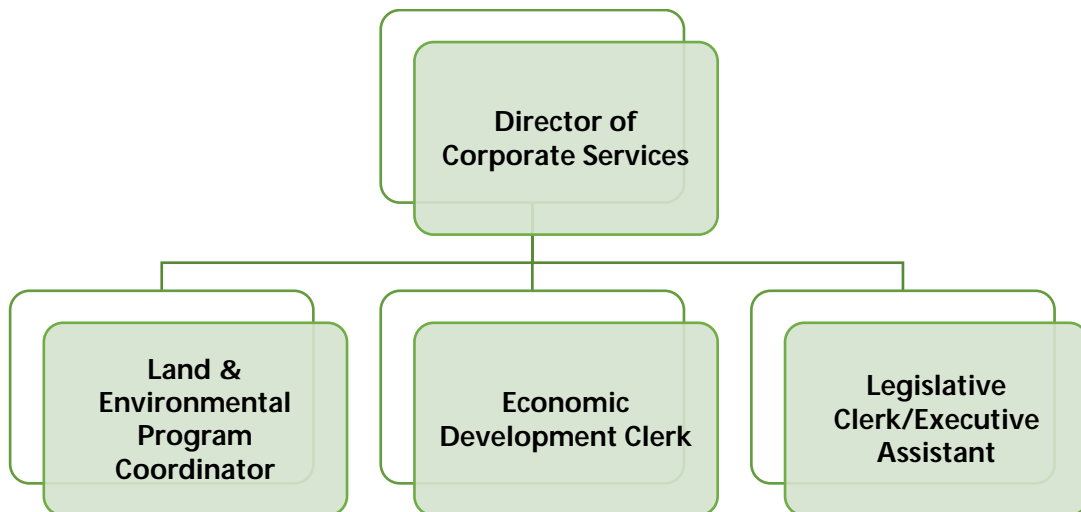 Director of
Corporate Services
Land &
Environmental
Program
Coordinator
Economic
Development Clerk
Legislative
Clerk/Executive
Assistant